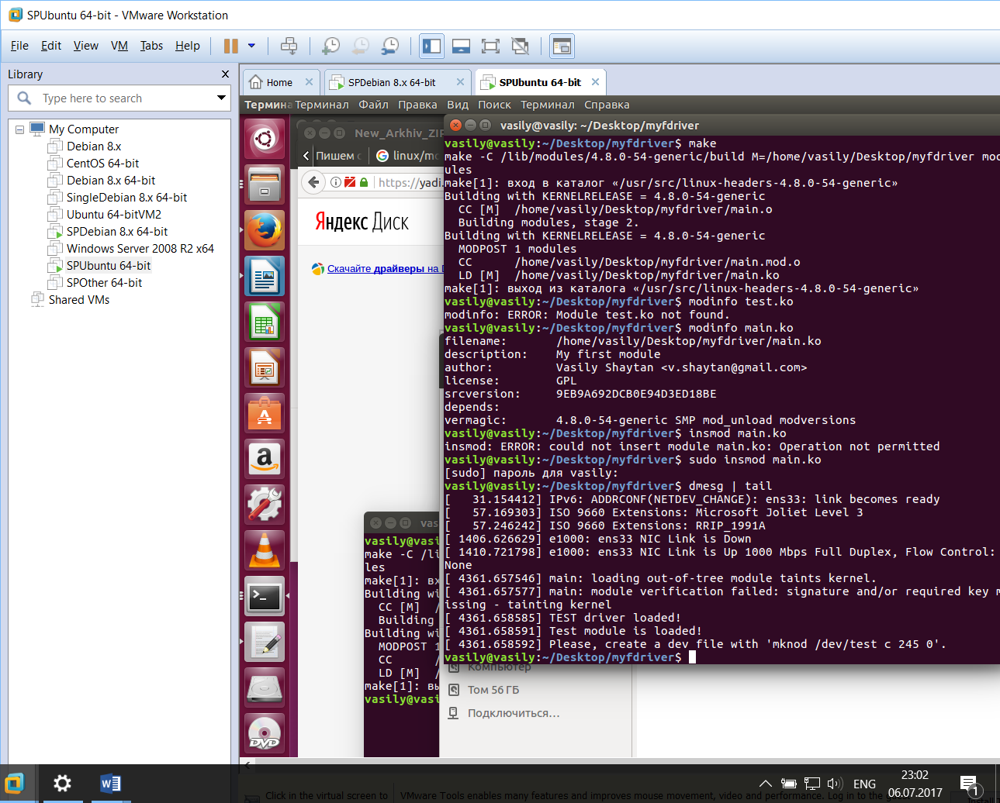 SPUbuntu 64-bit - VMware Workstation
File Edit View VM Tabs Help
Library
Type here to search
My Computer
Debian 8.x
CentOS 64-bit
Debian 8.x 64-bit
SingleDebian 8.x 64-bit
Ubuntu 64-bitVM2
SPDebian 8.x 64-bit
Windows Server 2008 R2 x64
SPUbuntu 64-bit
SPOther 64-bit
Shared VMs
Home SPDebian 8.x 64-bit SPUbuntu 64-bit
Термина Терминал Файл Правка Вид Поиск Терминал Справка
New_Arkhiv_ZIP
Пишем linux/mo
https://yadi.
Яндекс Диск
Скачайте драйверы на
vasily@vasily: ~/Desktop/myfdriver
vasily@vasily:~/Desktop/myfdriver$ make
make -C /lib/modules/4.8.0-54-generic/build M=/home/vasily/Desktop/myfdriver mod
ules
make[1]: вход в каталог «/usr/src/linux-headers-4.8.0-54-generic»
Building with KERNELRELEASE = 4.8.0-54-generic
CC [M] /home/vasily/Desktop/myfdriver/main.o
Building modules, stage 2.
Building with KERNELRELEASE = 4.8.0-54-generic
MODPOST 1 modules
CC /home/vasily/Desktop/myfdriver/main.mod.o
LD [M] /home/vasily/Desktop/myfdriver/main.ko
make[1]: выход из каталога «/usr/src/linux-headers-4.8.0-54-generic»
vasily@vasily:~/Desktop/myfdriver$ modinfo test.ko
modinfo: ERROR: Module test.ko not found.
vasily@vasily:~/Desktop/myfdriver$ modinfo main.ko
filename: /home/vasily/Desktop/myfdriver/main.ko
description: My first module
author: Vasily Shaytan <v.shaytan@gmail.com>
license: GPL
srcversion: 9EB9A692DCB0E94D3ED18BE
depends:
vermagic: 4.8.0-54-generic SMP mod_unload modversions
vasily@vasily:~/Desktop/myfdriver$ insmod main.ko
insmod: ERROR: could not insert module main.ko: Operation not permitted
vasily@vasily:~/Desktop/myfdriver$ sudo insmod main.ko
[sudo] пароль для vasily:
vasily@vasily:~/Desktop/myfdriver$ dmesg | tail
[ 31.154412] IPv6: ADDRCONF(NETDEV_CHANGE): ens33: link becomes ready
[ 57.169303] ISO 9660 Extensions: Microsoft Joliet Level 3
[ 57.246242] ISO 9660 Extensions: RRIP_1991A
[ 1406.626629] e1000: ens33 NIC Link is Down
[ 1410.721798] e1000: ens33 NIC Link is Up 1000 Mbps Full Duplex, Flow Control:
None
[ 4361.657546] main: loading out-of-tree module taints kernel.
[ 4361.657577] main: module verification failed: signature and/or required key m
issing - tainting kernel
[ 4361.658585] TEST driver loaded!
[ 4361.658591] Test module is loaded!
[ 4361.658592] Please, create a dev file with 'mknod /dev/test c 245 0'.
vasily@vasily:~/Desktop/myfdriver$
vas
vasily@vasi
make -C /li
les
make[1]: вх
Building wi
CC [M] /
Building
Building wi
MODPOST 1
CC /
LD [M] /
make[1]: вы
vasily@vasi
Компьютер
Том 56 ГБ
Подключиться…
Click in the virtual screen to
VMware Tools enables many features and improves mouse movement, video and performance. Log in to the guest
ENG
23:02
06.07.2017
1